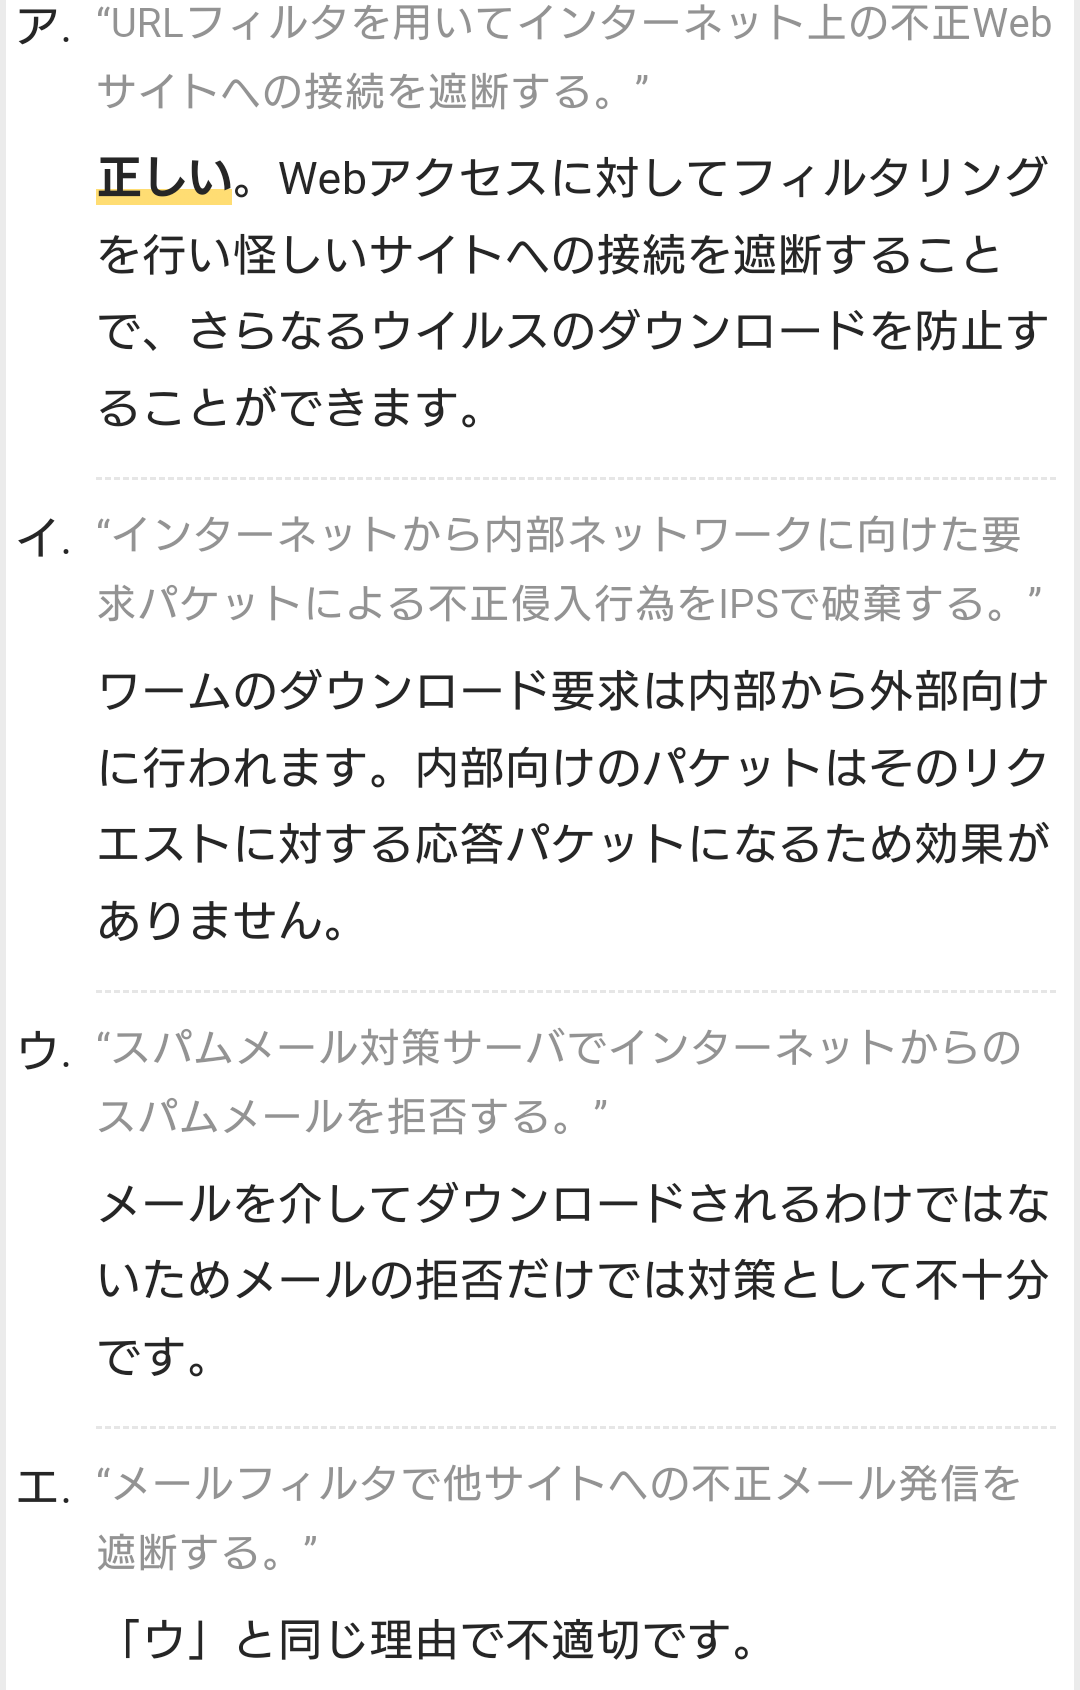 ア. “URLフィルタを用いてインターネット上の不正Web
サイトへの接続を遮断する。”
正しい。Webアクセスに対してフィルタリング
を行い怪しいサイトへの接続を遮断すること
で、さらなるウイルスのダウンロードを防止す
ることができます。
イ. “インターネットから内部ネットワークに向けた要
求パケットによる不正侵入行為をIPSで破棄する。”
ワームのダウンロード要求は内部から外部向け
に行われます。内部向けのパケットはそのリク
エストに対する応答パケットになるため効果が
ありません。
ウ. “スパムメール対策サーバでインターネットからの
スパムメールを拒否する。”
メールを介してダウンロードされるわけではな
いためメールの拒否だけでは対策として不十分
です。
エ. “メールフィルタで他サイトへの不正メール発信を
遮断する。”
「ウ」と同じ理由で不適切です。